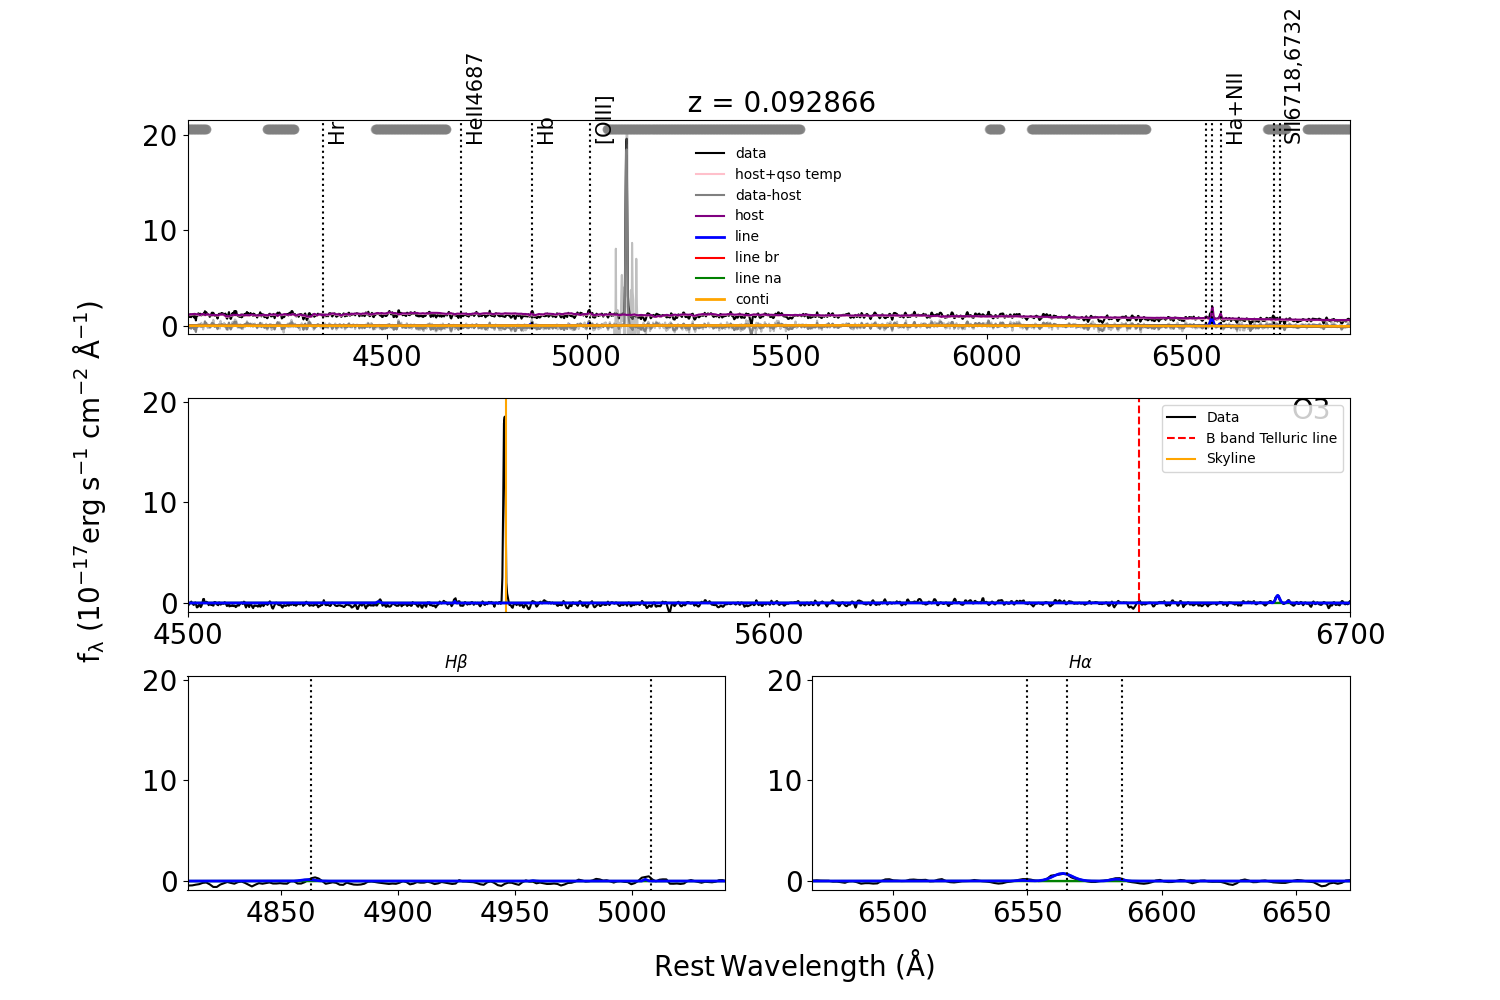 z = 0.092866
Hr
HeII4687
Hb
[OIII]
Ha+NII
SII6718,6732
20
10
0
data
host+qso temp
data-host
host
line
line br
line na
conti
4500 5000 5500 6000 6500
20
10
0
O3
Data
B band Telluric line
Skyline
4500 5600 6700
f_λ (10⁻¹⁷erg s⁻¹ cm⁻² Å⁻¹)
Hβ
20
10
0
4850 4900 4950 5000
Hα
20
10
0
6500 6550 6600 6650
Rest Wavelength (Å)